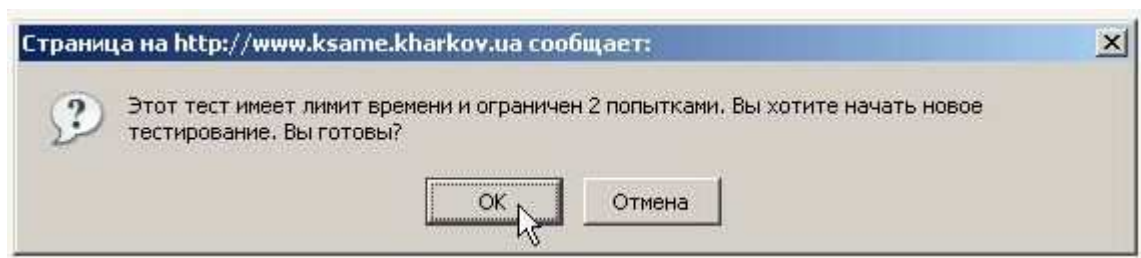 Страница на http://www.ksame.kharkov.ua сообщает:
Этот тест имеет лимит времени и ограничен 2 попытками. Вы хотите начать новое
тестирование. Вы готовы?
OK Отмена